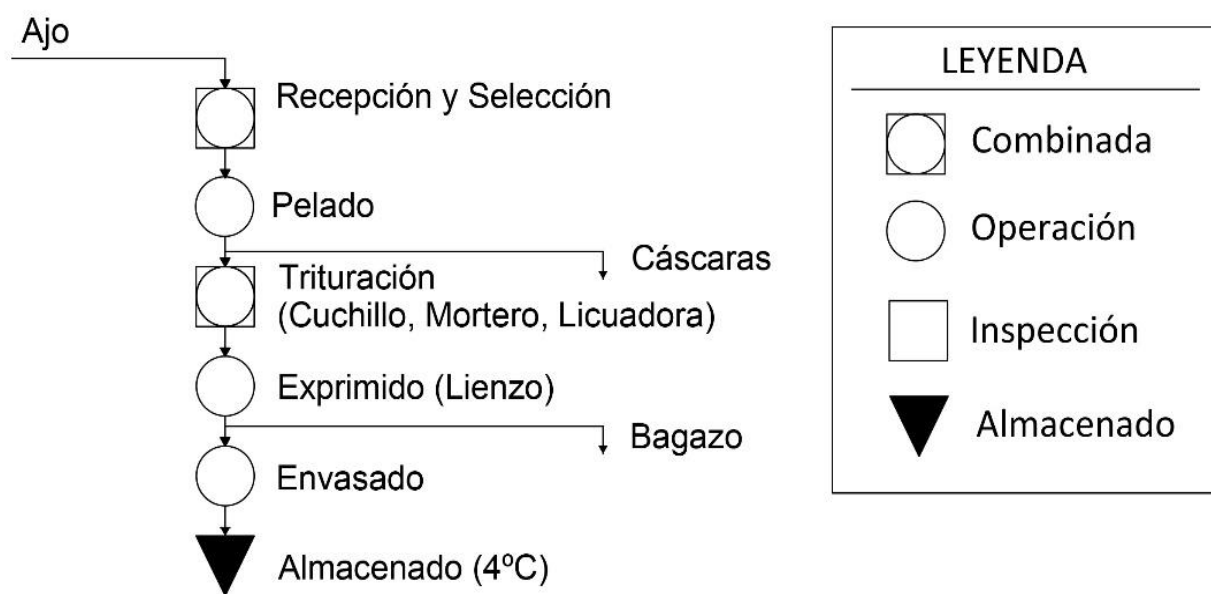 Ajo
Recepción y Selección
Pelado
Cáscaras
Trituración
(Cuchillo, Mortero, Licuadora)
Exprimido (Lienzo)
Bagazo
Envasado
Almacenado (4ºC)
LEYENDA
Combinada
Operación
Inspección
Almacenado